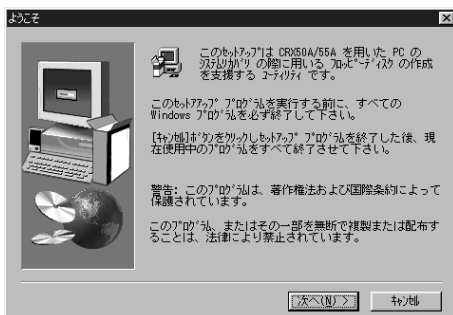 ようこそ
このｾｯﾄｱｯﾌﾟは CRX50A/55A を用いた PC の
ｼｽﾃﾑﾘｶﾊﾞﾘ の際に用いる ﾌﾛｯﾋﾟｰﾃﾞｨｽｸ の作成
を支援する ﾕｰﾃｨﾘﾃｨ です。
このｾｯﾄｱｯﾌﾟ ﾌﾟﾛｸﾞﾗﾑを実行する前に、すべての
Windows ﾌﾟﾛｸﾞﾗﾑを必ず終了して下さい。
[ｷｬﾝｾﾙ]ﾎﾞﾀﾝをｸﾘｯｸしｾｯﾄｱｯﾌﾟ ﾌﾟﾛｸﾞﾗﾑを終了した後、現
在使用中のﾌﾟﾛｸﾞﾗﾑをすべて終了させて下さい。
警告: このﾌﾟﾛｸﾞﾗﾑは、著作権法および国際条約によって
保護されています。
このﾌﾟﾛｸﾞﾗﾑ、またはその一部を無断で複製または配布す
ることは、法律により禁止されています。
次へ(N) >
ｷｬﾝｾﾙ